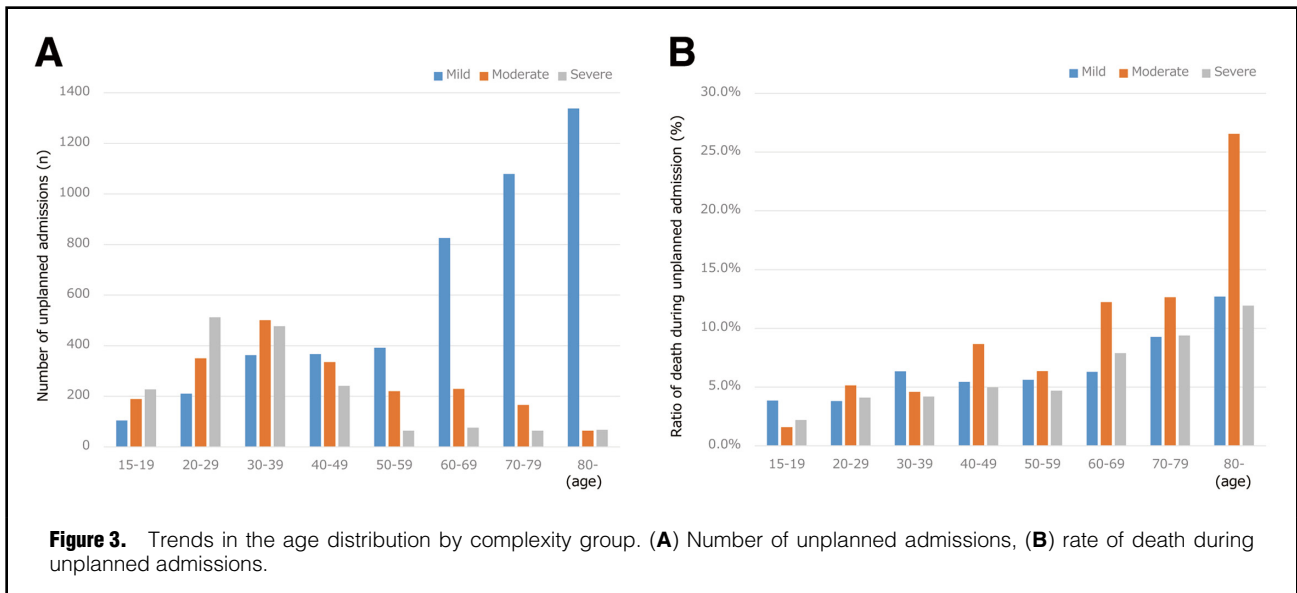 A
Mild Moderate Severe
Number of unplanned admissions (n)
1400
1200
1000
800
600
400
200
0
15-19 20-29 30-39 40-49 50-59 60-69 70-79 80-
(age)
B
Mild Moderate Severe
Ratio of death during unplanned admission (%)
30.0%
25.0%
20.0%
15.0%
10.0%
5.0%
0.0%
15-19 20-29 30-39 40-49 50-59 60-69 70-79 80-
(age)
Figure 3. Trends in the age distribution by complexity group. (A) Number of unplanned admissions, (B) rate of death during
unplanned admissions.